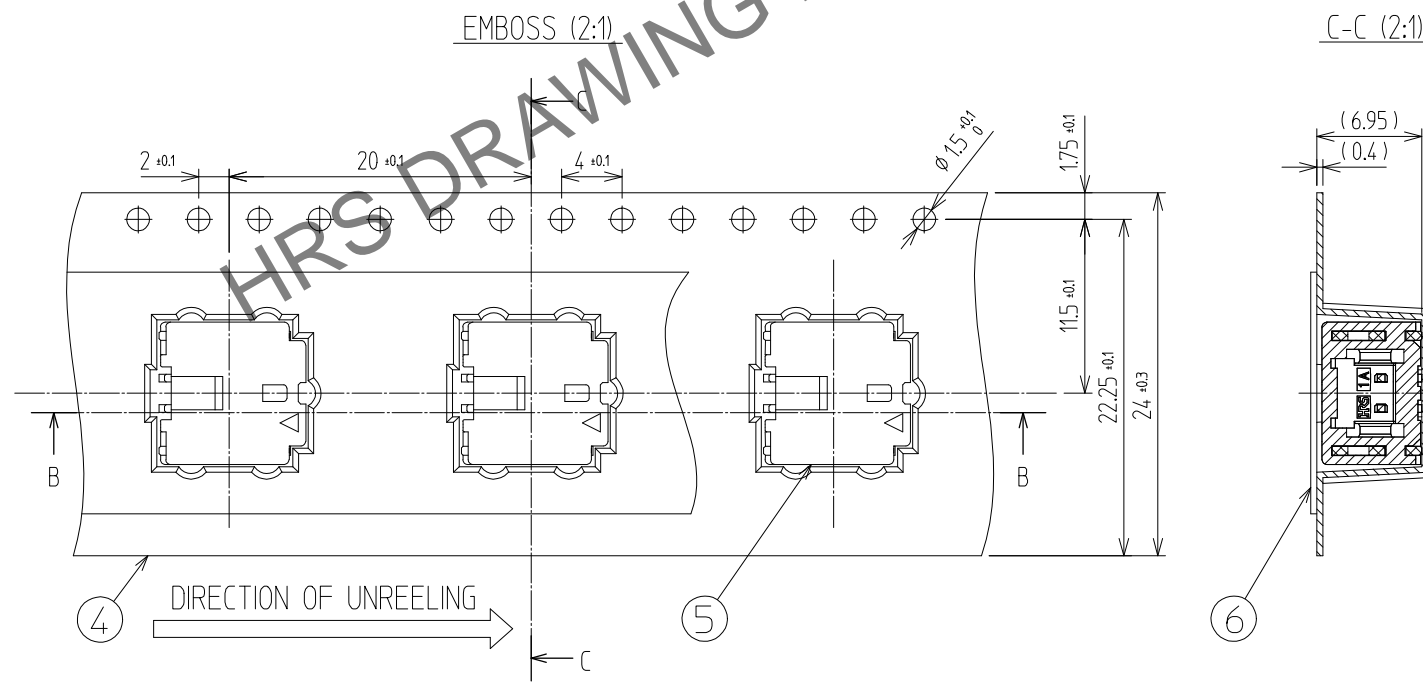 EMBOSS (2:1)
C-C (2:1)
HRS DRAWING
C
2 ±0.1
20 ±0.1
4 ±0.1
ø 1.5 +0.1 0
1.75 ±0.1
(6.95)
(0.4)
11.5 ±0.1
22.25 ±0.1
24 ±0.3
HRS 1A
B
B
4
DIRECTION OF UNREELING
5
6
C